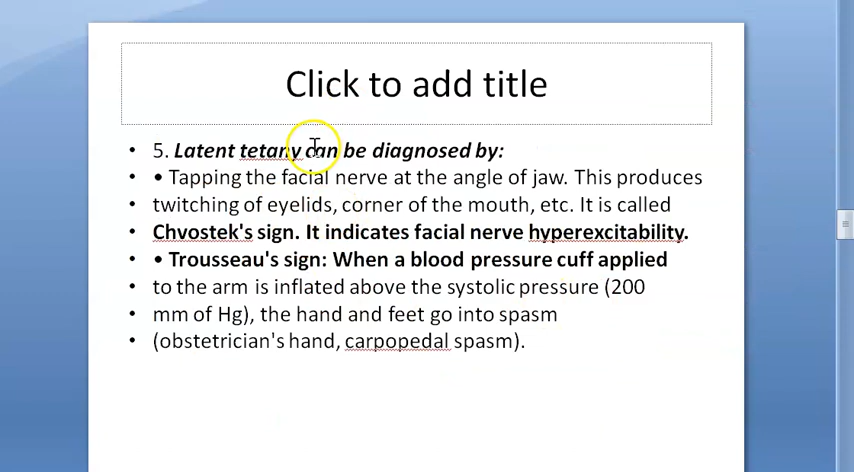 Click to add title
• 5. Latent tetany can be diagnosed by:
• • Tapping the facial nerve at the angle of jaw. This produces
• twitching of eyelids, corner of the mouth, etc. It is called
• Chvostek's sign. It indicates facial nerve hyperexcitability.
• • Trousseau's sign: When a blood pressure cuff applied
• to the arm is inflated above the systolic pressure (200
• mm of Hg), the hand and feet go into spasm
• (obstetrician's hand, carpopedal spasm).